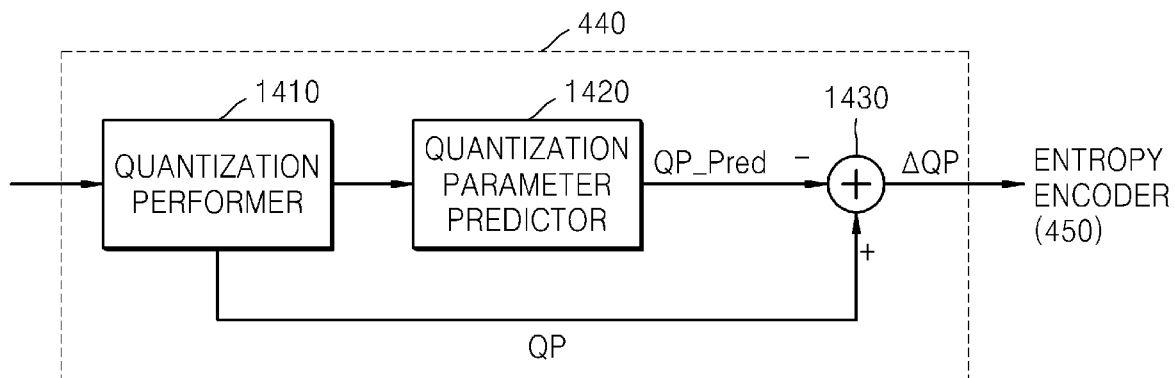 440
1410
1420
1430
QUANTIZATION
PERFORMER
QUANTIZATION
PARAMETER
PREDICTOR
QP_Pred
−
+
ΔQP
ENTROPY
ENCODER
(450)
+
QP